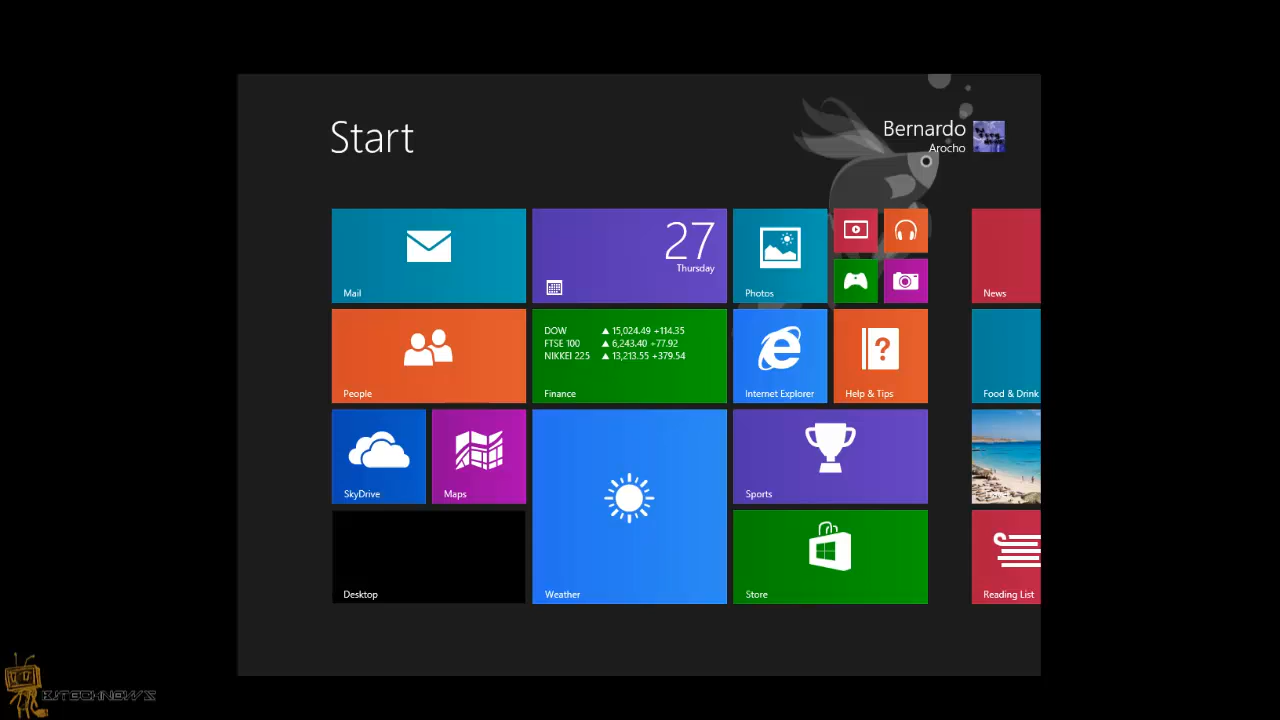 Start
Bernardo
Arocho
Mail
27
Thursday
Photos
News
People
DOW ▲ 15,024.49 +114.35
FTSE 100 ▲ 6,243.40 +77.92
NIKKEI 225 ▲ 13,213.55 +379.54
Finance
Internet Explorer
Help & Tips
Food & Drink
SkyDrive
Maps
Sports
Desktop
Weather
Store
Reading List